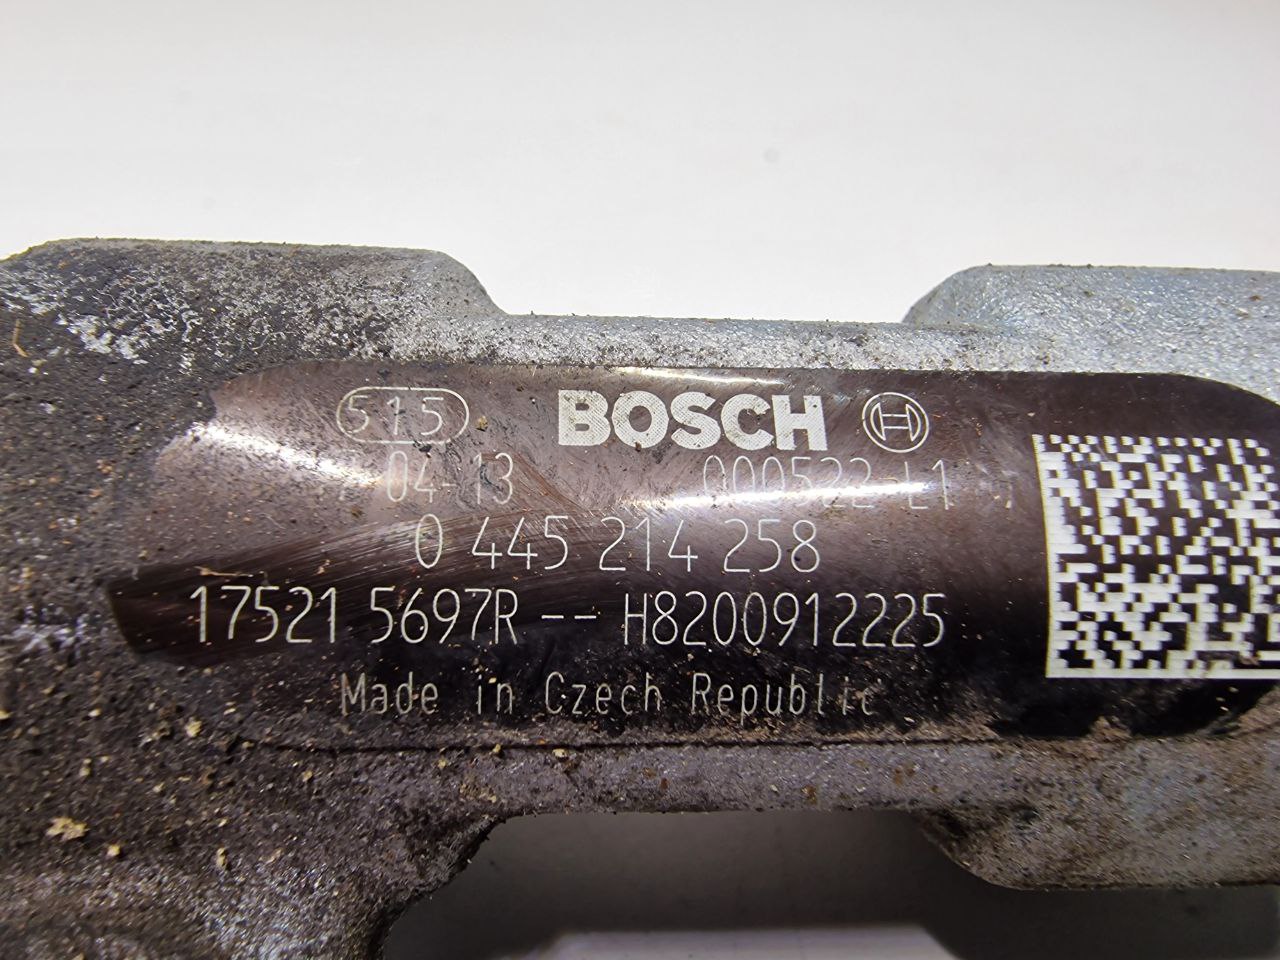 515 BOSCH
04-13 000522-L1
0 445 214 258
17521 5697R -- H8200912225
Made in Czech Republic